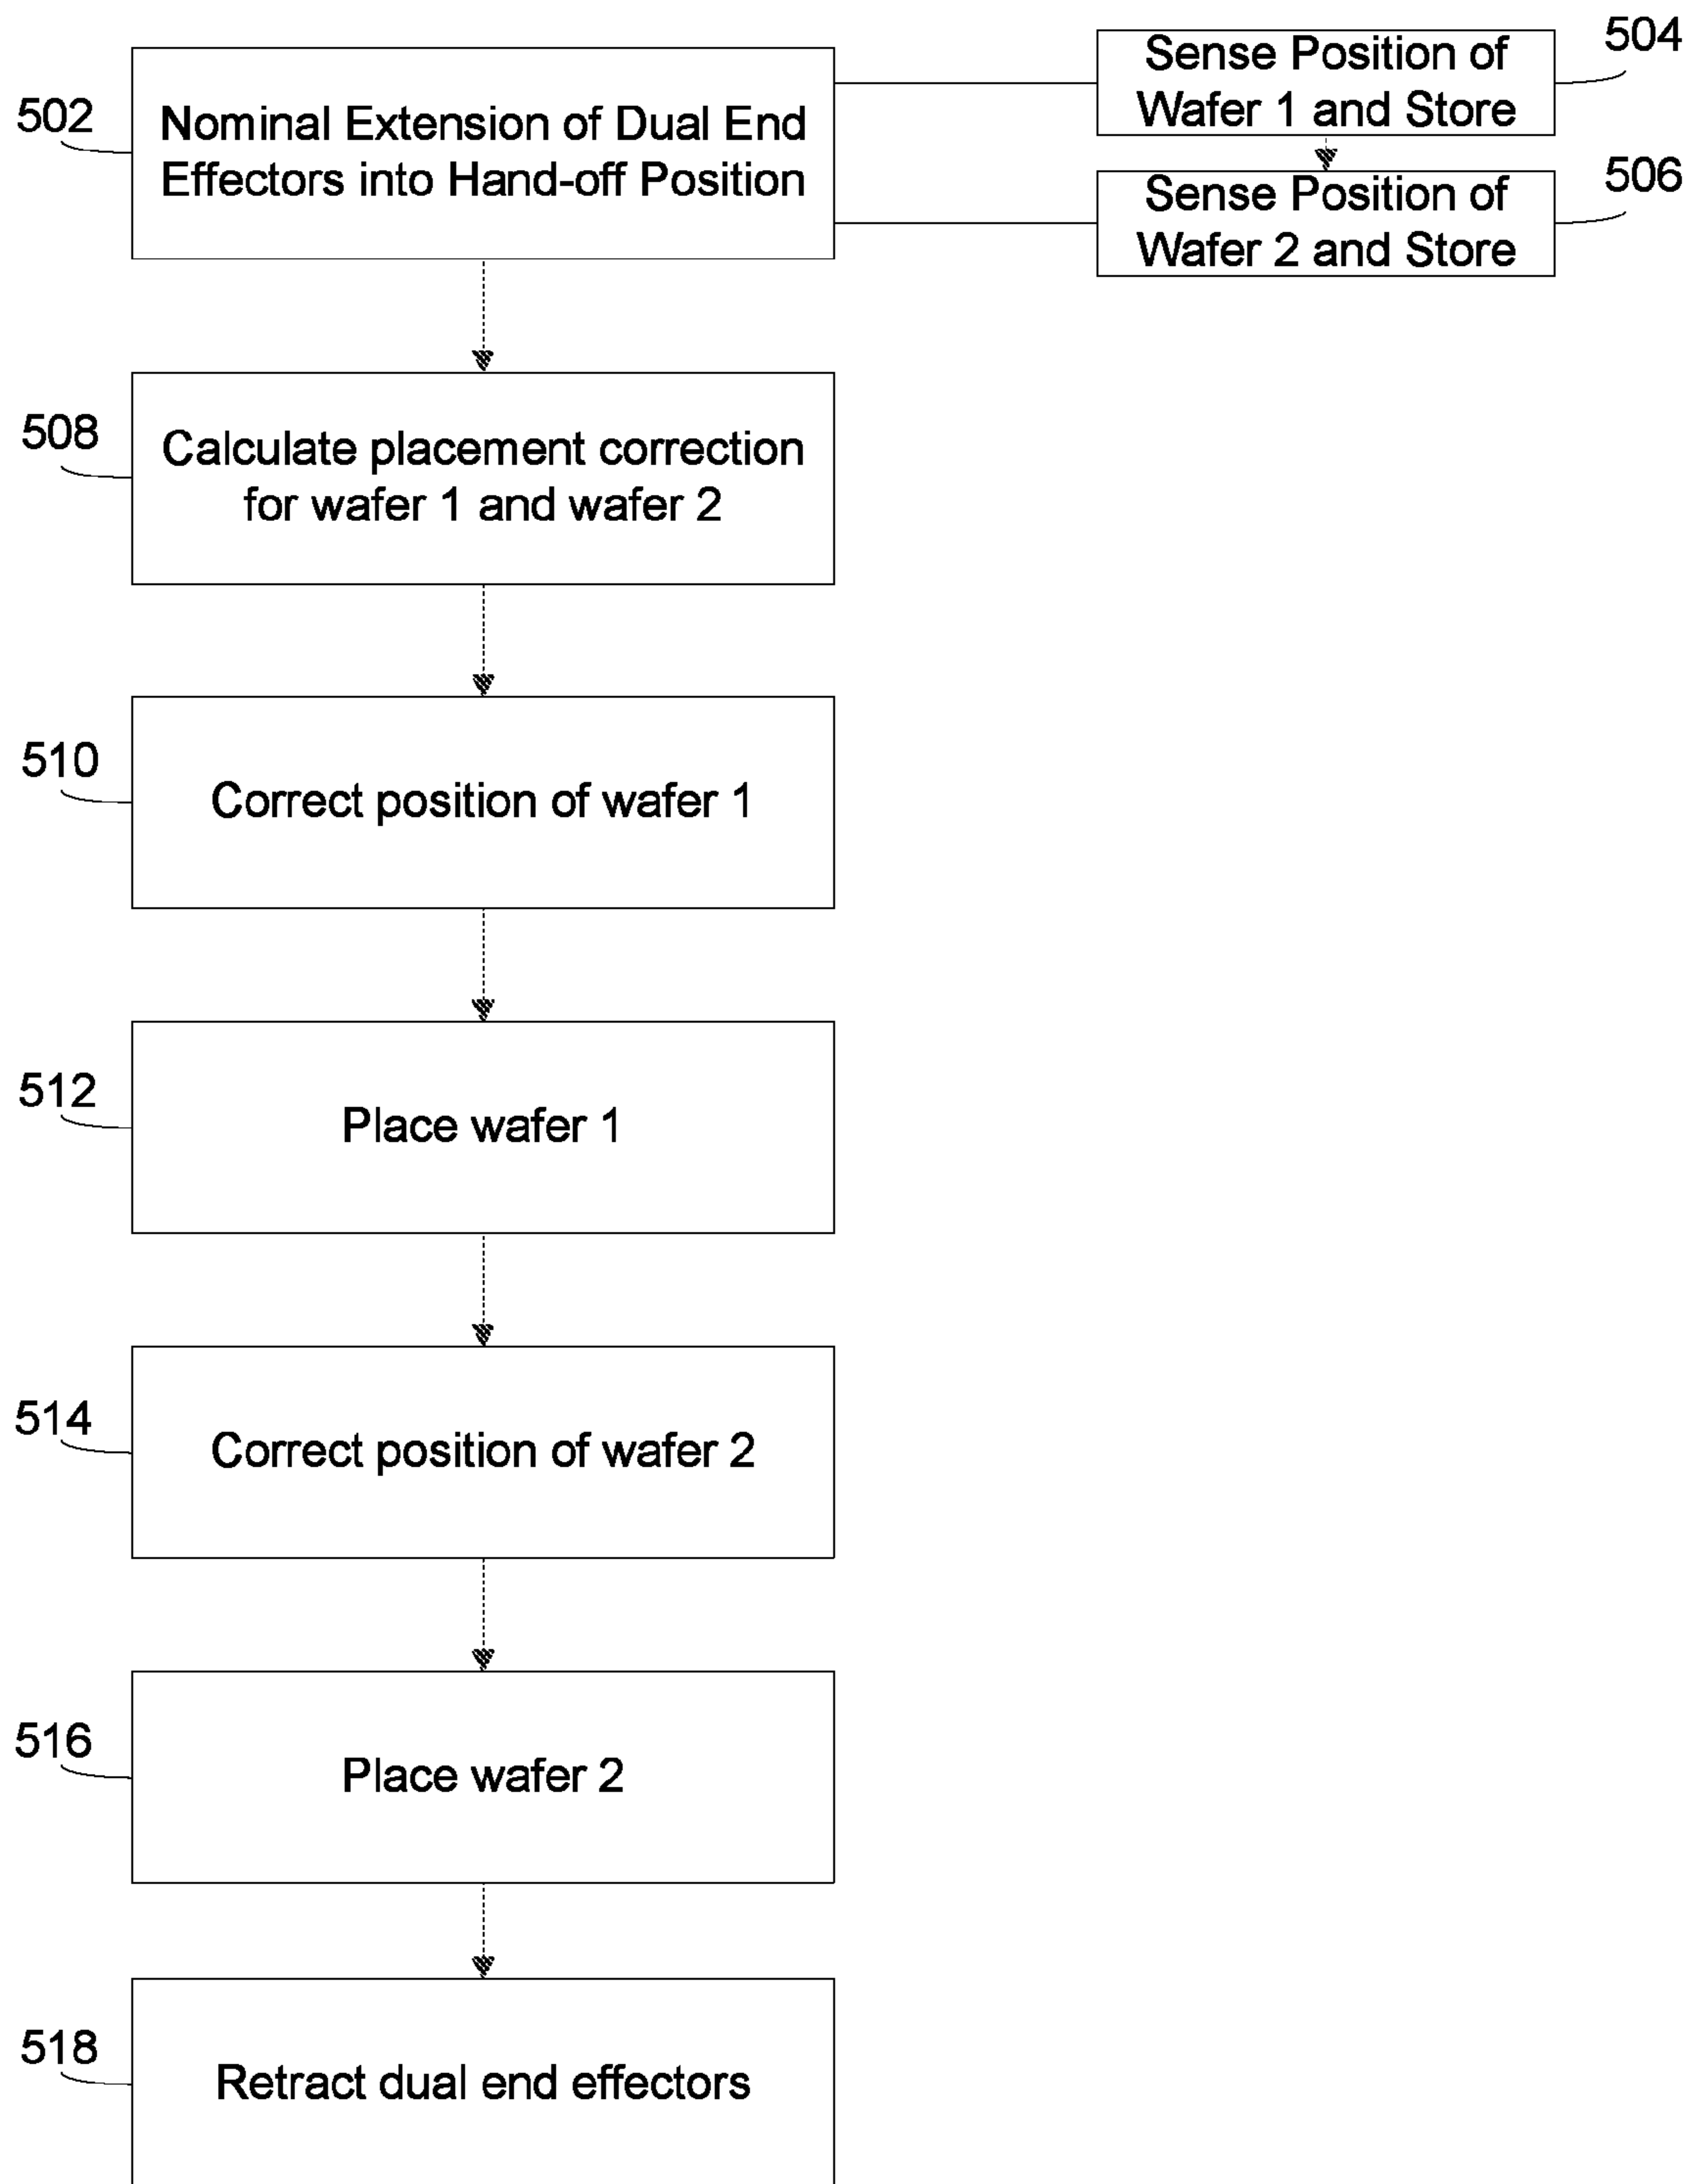 502
Nominal Extension of Dual End
Effectors into Hand-off Position
504
Sense Position of
Wafer 1 and Store
506
Sense Position of
Wafer 2 and Store
508
Calculate placement correction
for wafer 1 and wafer 2
510
Correct position of wafer 1
512
Place wafer 1
514
Correct position of wafer 2
516
Place wafer 2
518
Retract dual end effectors